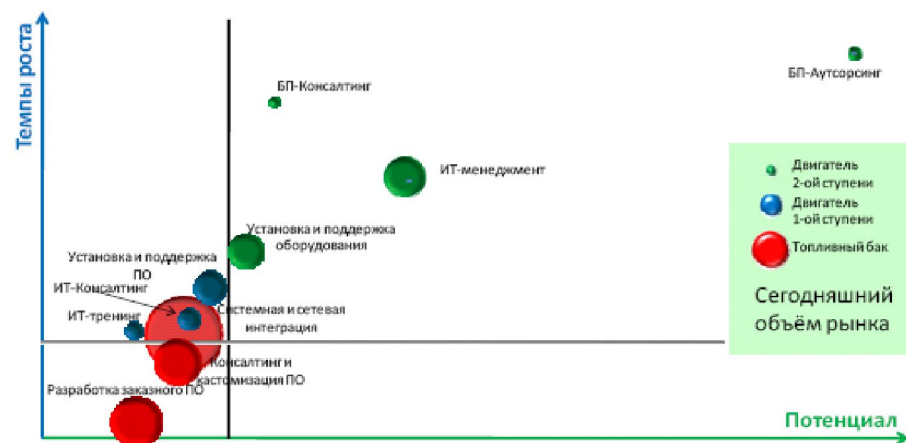 Темпы роста
БП-Консалтинг
БП-Аутсорсинг
ИТ-менеджмент
Установка и поддержка
оборудования
Установка и поддержка
ПО
ИТ-Консалтинг
ИТ-тренинг
Системная и сетевая
интеграция
Консалтинг и
кастомизация ПО
Разработка заказного ПО
Двигатель
2-ой ступени
Двигатель
1-ой ступени
Топливный бак
Сегодняшний
объём рынка
Потенциал